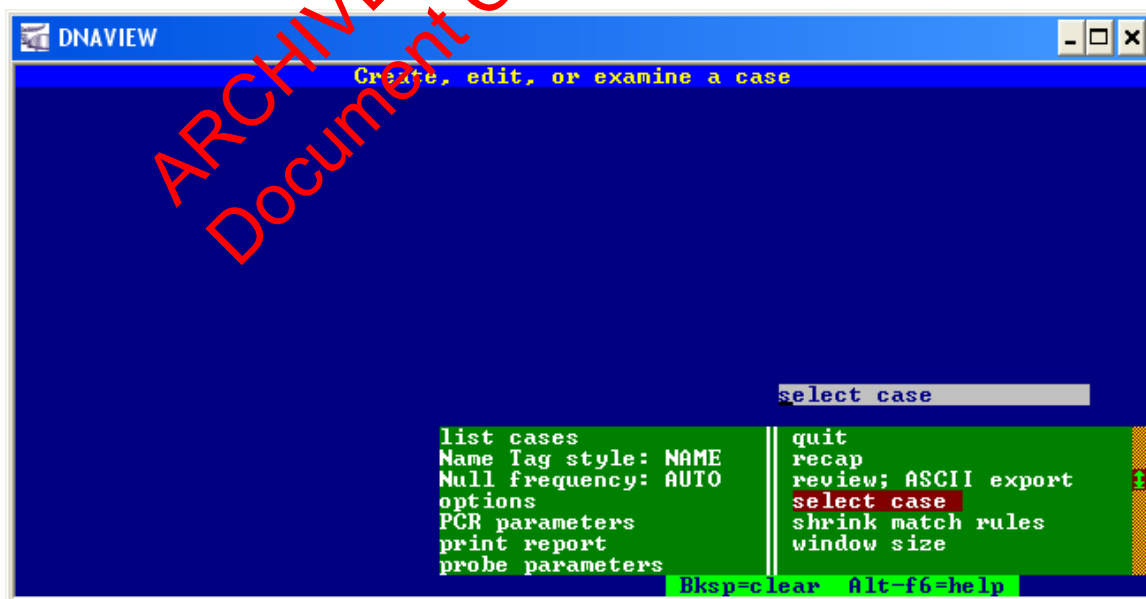 DNAVIEW
Create, edit, or examine a case
select case
list cases
Name Tag style: NAME
Null frequency: AUTO
options
PCR parameters
print report
probe parameters
quit
recap
review; ASCII export
select case
shrink match rules
window size
Bksp=clear Alt-f6=help
ARCHIVE
Document